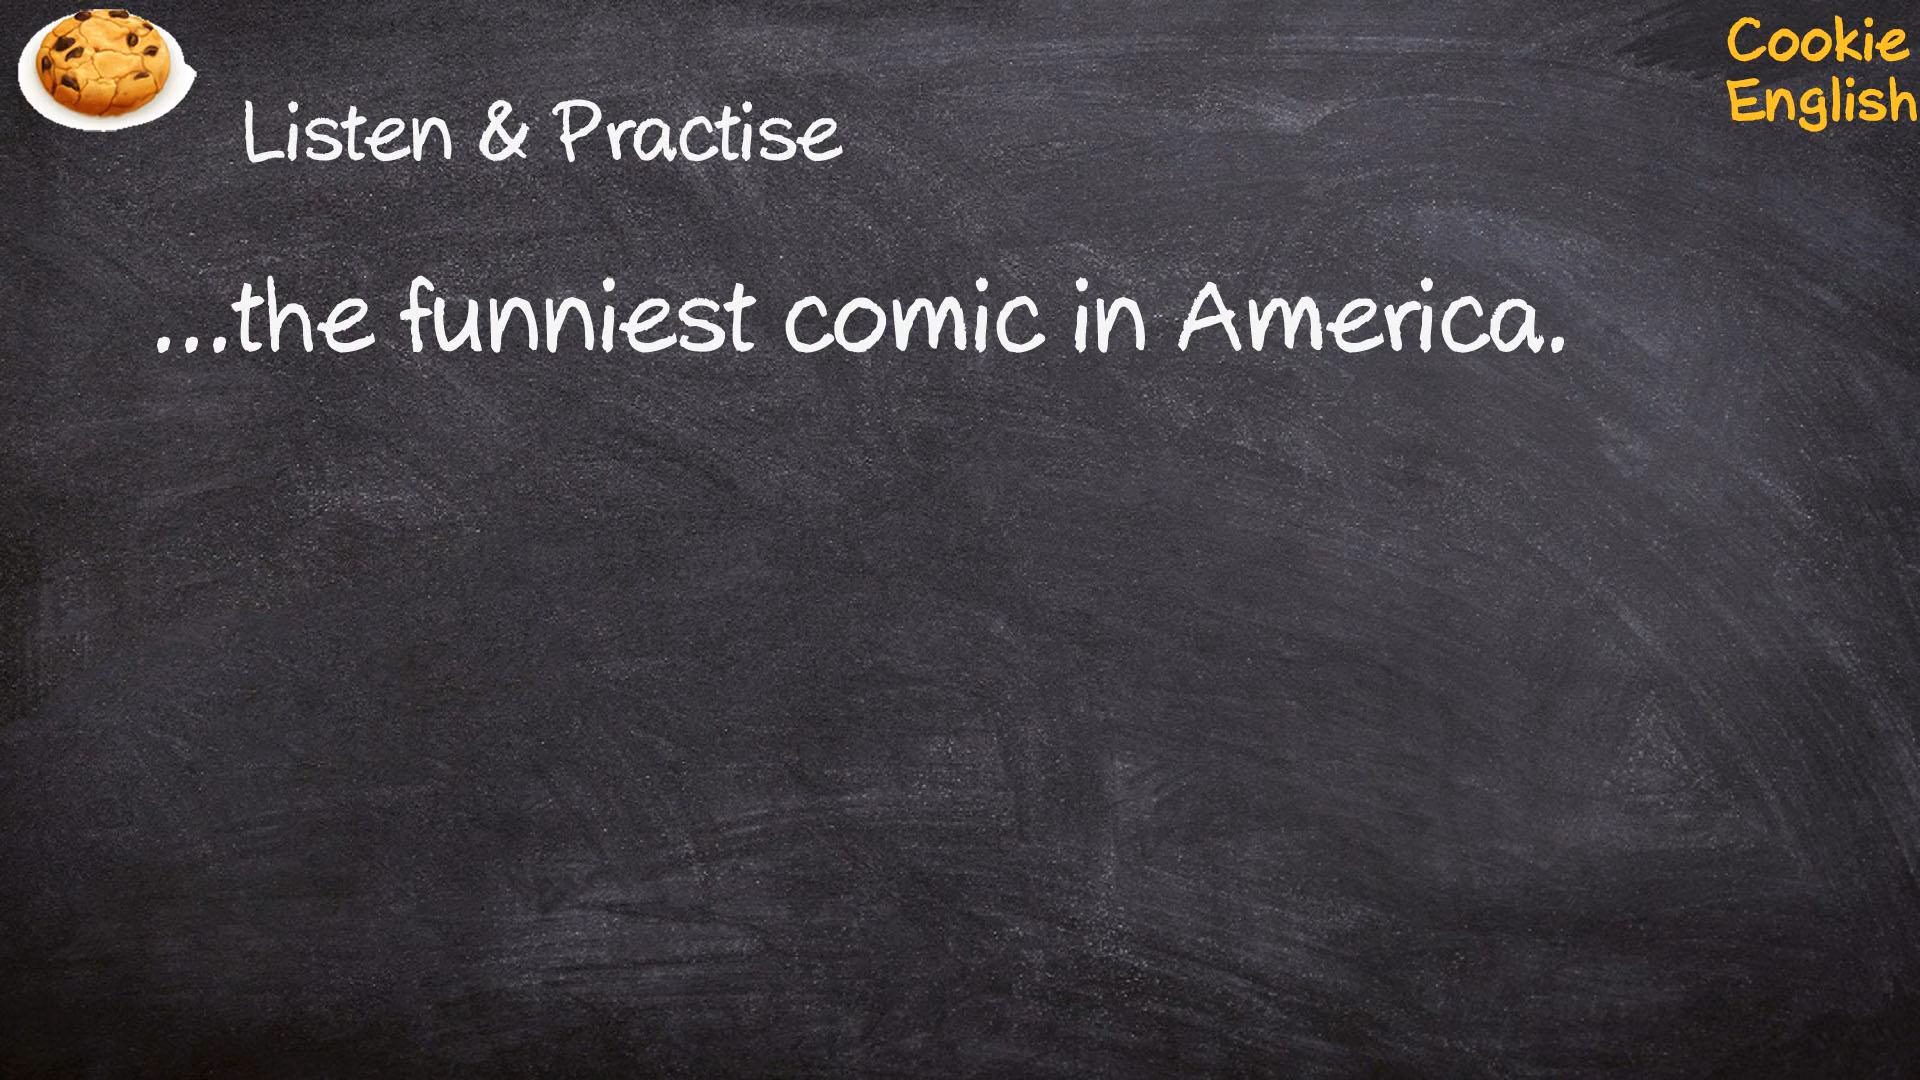 Cookie
English
Listen & Practise
...the funniest comic in America.